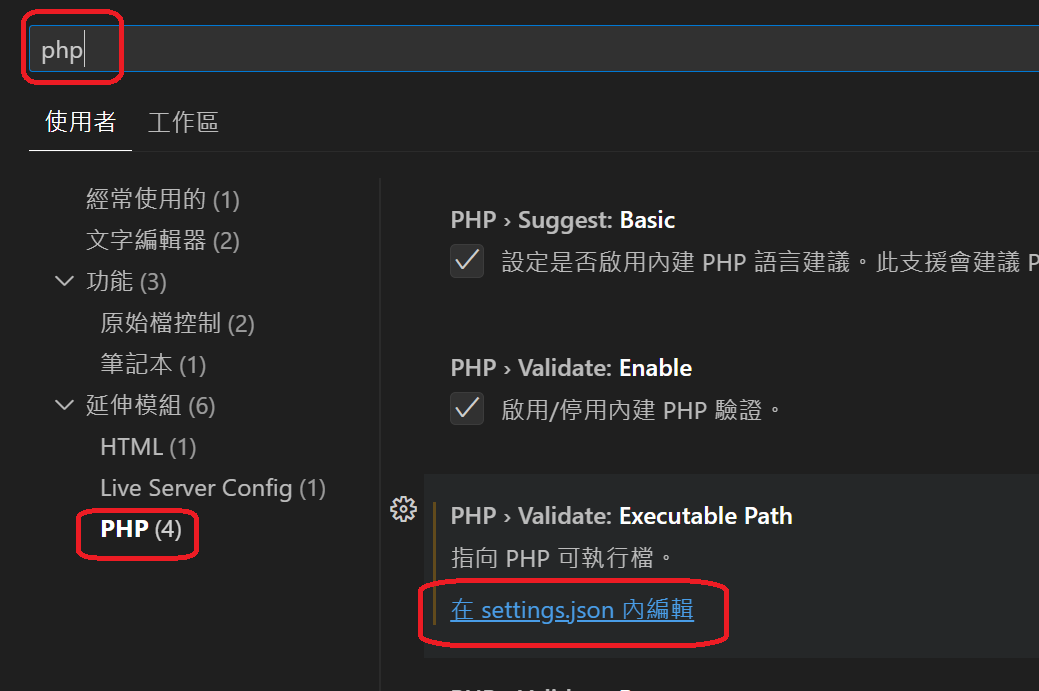 php
使用者 工作區
經常使用的 (1)
文字編輯器 (2)
功能 (3)
原始檔控制 (2)
筆記本 (1)
延伸模組 (6)
HTML (1)
Live Server Config (1)
PHP (4)
PHP › Suggest: Basic
設定是否啟用內建 PHP 語言建議。此支援會建議 P
PHP › Validate: Enable
啟用/停用內建 PHP 驗證。
PHP › Validate: Executable Path
指向 PHP 可執行檔。
在 settings.json 內編輯